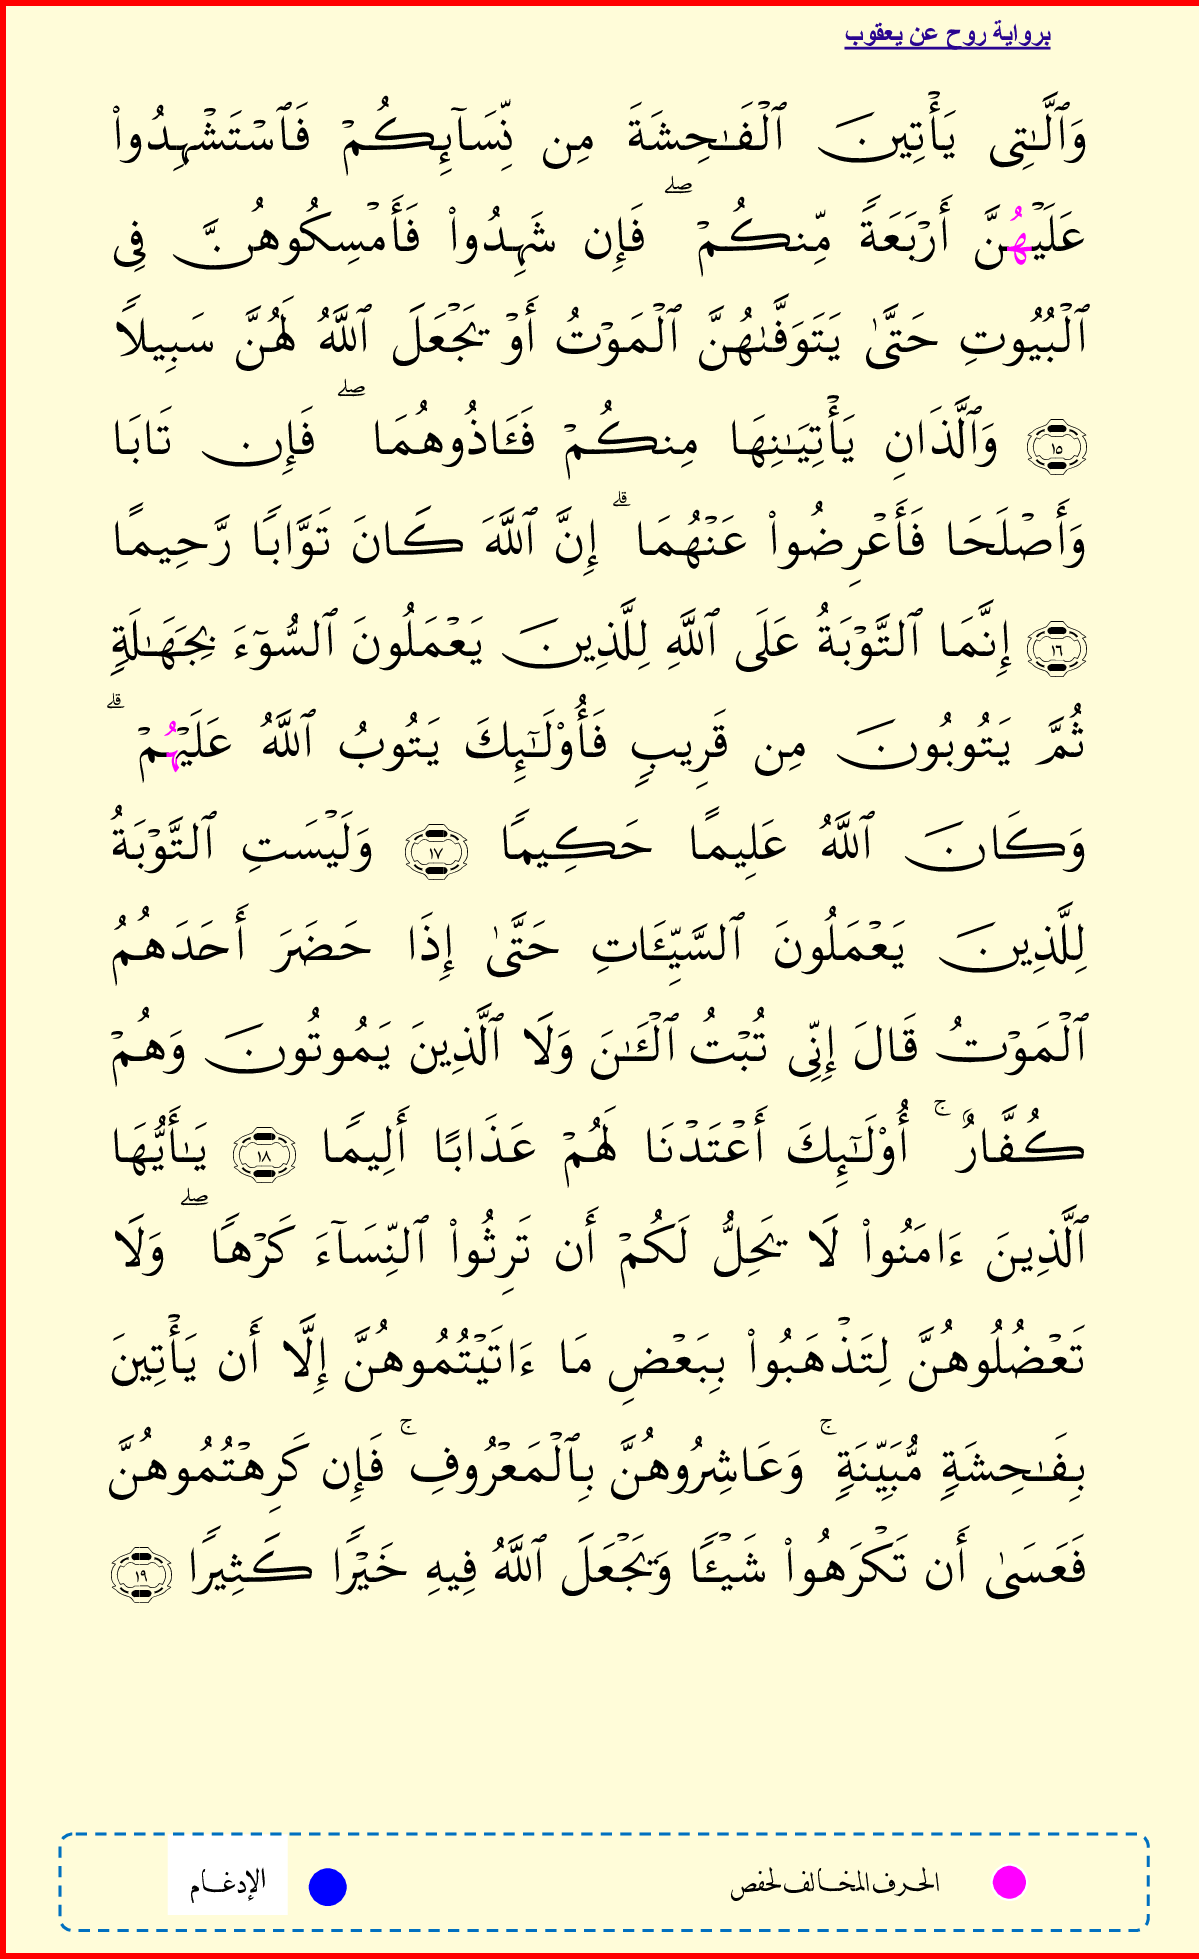 برواية روح عن يعقوب
وَٱلَّٰتِى يَأْتِينَ ٱلْفَٰحِشَةَ مِن نِّسَآئِكُمْ فَٱسْتَشْهِدُوا۟
عَلَيْهُنَّ أَرْبَعَةً مِّنكُمْ ۖ فَإِن شَهِدُوا۟ فَأَمْسِكُوهُنَّ فِى
ٱلْبُيُوتِ حَتَّىٰ يَتَوَفَّىٰهُنَّ ٱلْمَوْتُ أَوْ يَجْعَلَ ٱللَّهُ لَهُنَّ سَبِيلًا
١٥ وَٱلَّذَانِ يَأْتِيَٰنِهَا مِنكُمْ فَـَٔاذُوهُمَا ۖ فَإِن تَابَا
وَأَصْلَحَا فَأَعْرِضُوا۟ عَنْهُمَا ۗ إِنَّ ٱللَّهَ كَانَ تَوَّابًا رَّحِيمًا
١٦ إِنَّمَا ٱلتَّوْبَةُ عَلَى ٱللَّهِ لِلَّذِينَ يَعْمَلُونَ ٱلسُّوٓءَ بِجَهَٰلَةٍ
ثُمَّ يَتُوبُونَ مِن قَرِيبٍ فَأُو۟لَٰٓئِكَ يَتُوبُ ٱللَّهُ عَلَيْهُمْ ۗ
وَكَانَ ٱللَّهُ عَلِيمًا حَكِيمًا ١٧ وَلَيْسَتِ ٱلتَّوْبَةُ
لِلَّذِينَ يَعْمَلُونَ ٱلسَّيِّـَٔاتِ حَتَّىٰٓ إِذَا حَضَرَ أَحَدَهُمُ
ٱلْمَوْتُ قَالَ إِنِّى تُبْتُ ٱلْـَٰٔنَ وَلَا ٱلَّذِينَ يَمُوتُونَ وَهُمْ
كُفَّارٌ ۚ أُو۟لَٰٓئِكَ أَعْتَدْنَا لَهُمْ عَذَابًا أَلِيمًا ١٨ يَٰأَيُّهَا
ٱلَّذِينَ ءَامَنُوا۟ لَا يَحِلُّ لَكُمْ أَن تَرِثُوا۟ ٱلنِّسَآءَ كَرْهًا ۖ وَلَا
تَعْضُلُوهُنَّ لِتَذْهَبُوا۟ بِبَعْضِ مَا ءَاتَيْتُمُوهُنَّ إِلَّا أَن يَأْتِينَ
بِفَٰحِشَةٍ مُّبَيِّنَةٍ ۚ وَعَاشِرُوهُنَّ بِٱلْمَعْرُوفِ ۚ فَإِن كَرِهْتُمُوهُنَّ
فَعَسَىٰ أَن تَكْرَهُوا۟ شَيْـًٔا وَيَجْعَلَ ٱللَّهُ فِيهِ خَيْرًا كَثِيرًا ١٩
الحرف المخالف لحفص
الإدغام